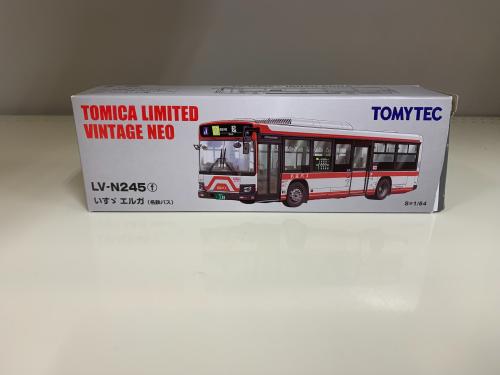 TOMICA LIMITED
VINTAGE NEO
TOMYTEC
LV-N245 ⓕ
いすゞ エルガ (名鉄バス)
S=1/64